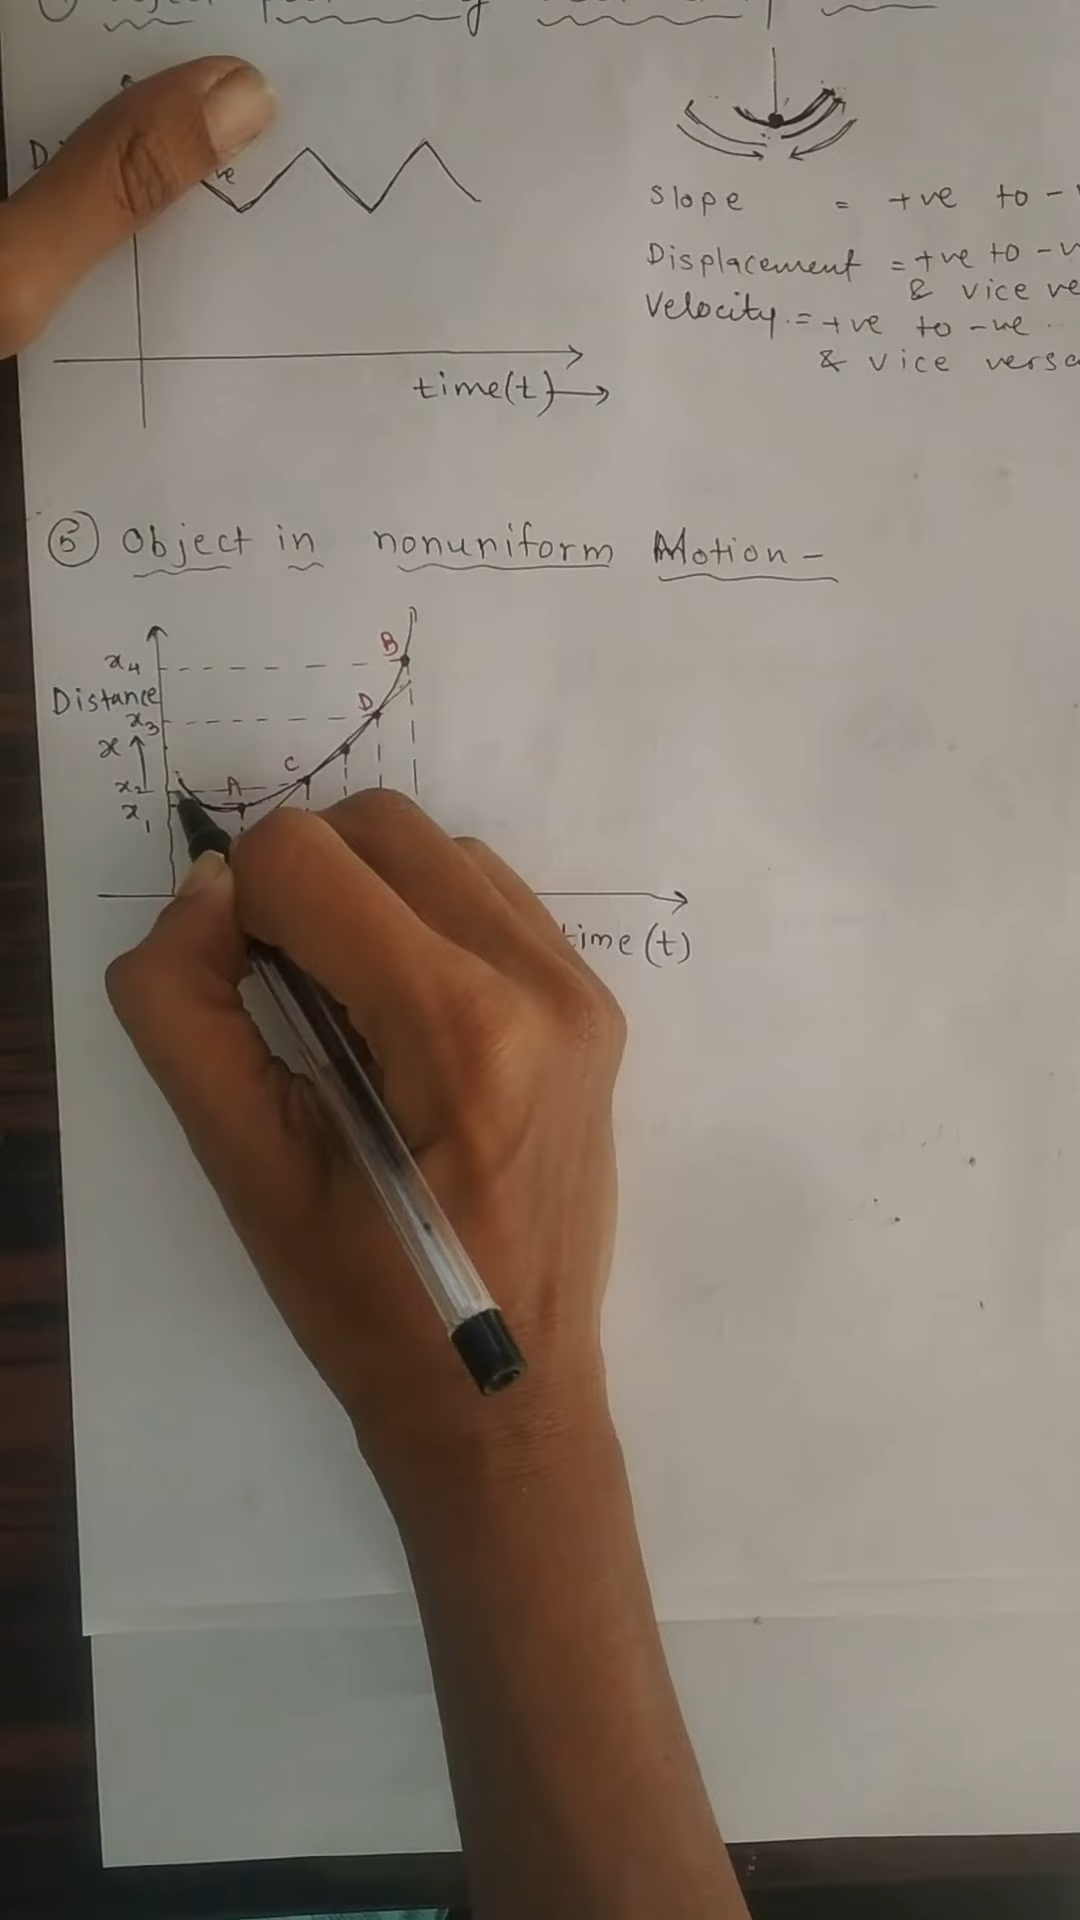 ve
time(t)
Slope = +ve to -
Displacement = +ve to -v
& vice ve
Velocity. = +ve to -ve.
& vice versa
5 Object in nonuniform Motion -
x4
Distance
x3
x
x2
x1
A
C
D
B
time (t)